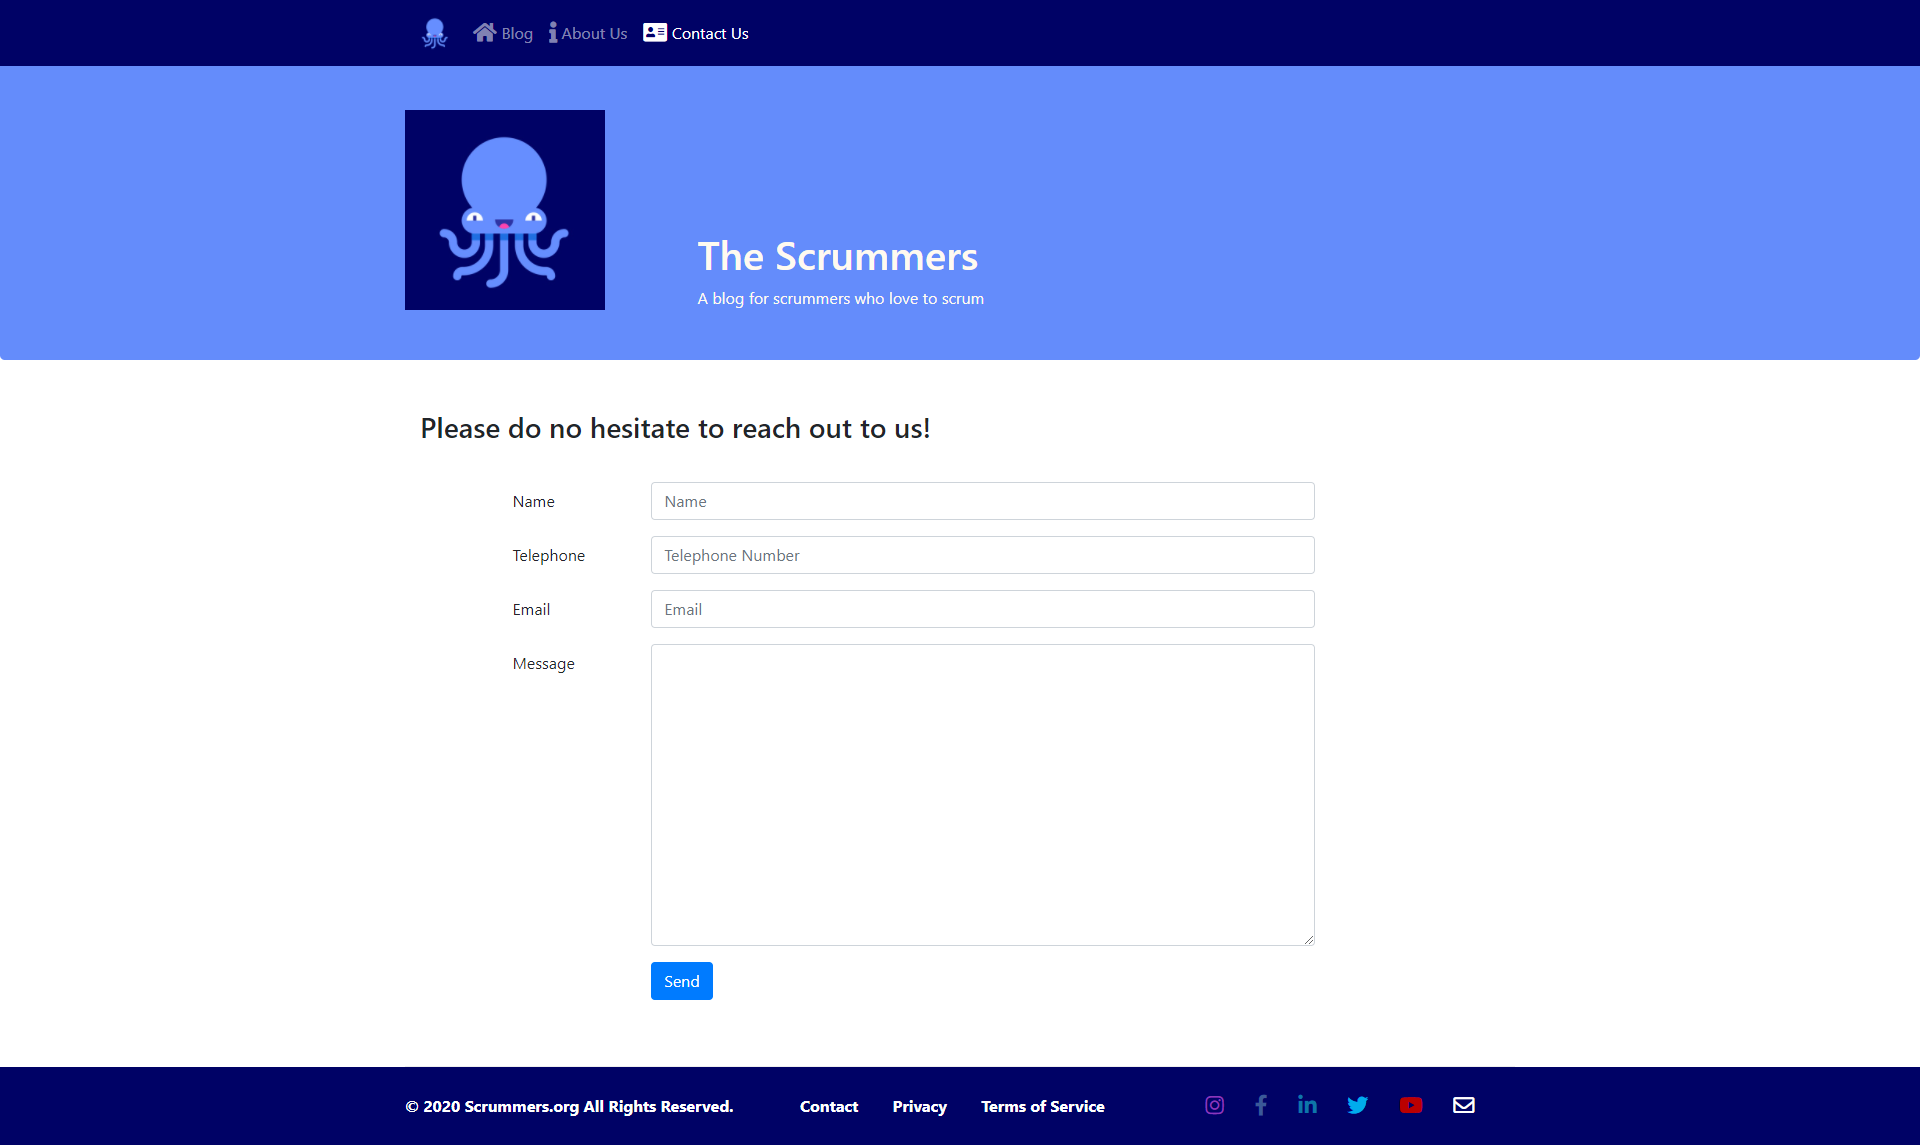 Blog About Us Contact Us
The Scrummers
A blog for scrummers who love to scrum
Please do no hesitate to reach out to us!
Name Name
Telephone Telephone Number
Email Email
Message
Send
© 2020 Scrummers.org All Rights Reserved. Contact Privacy Terms of Service